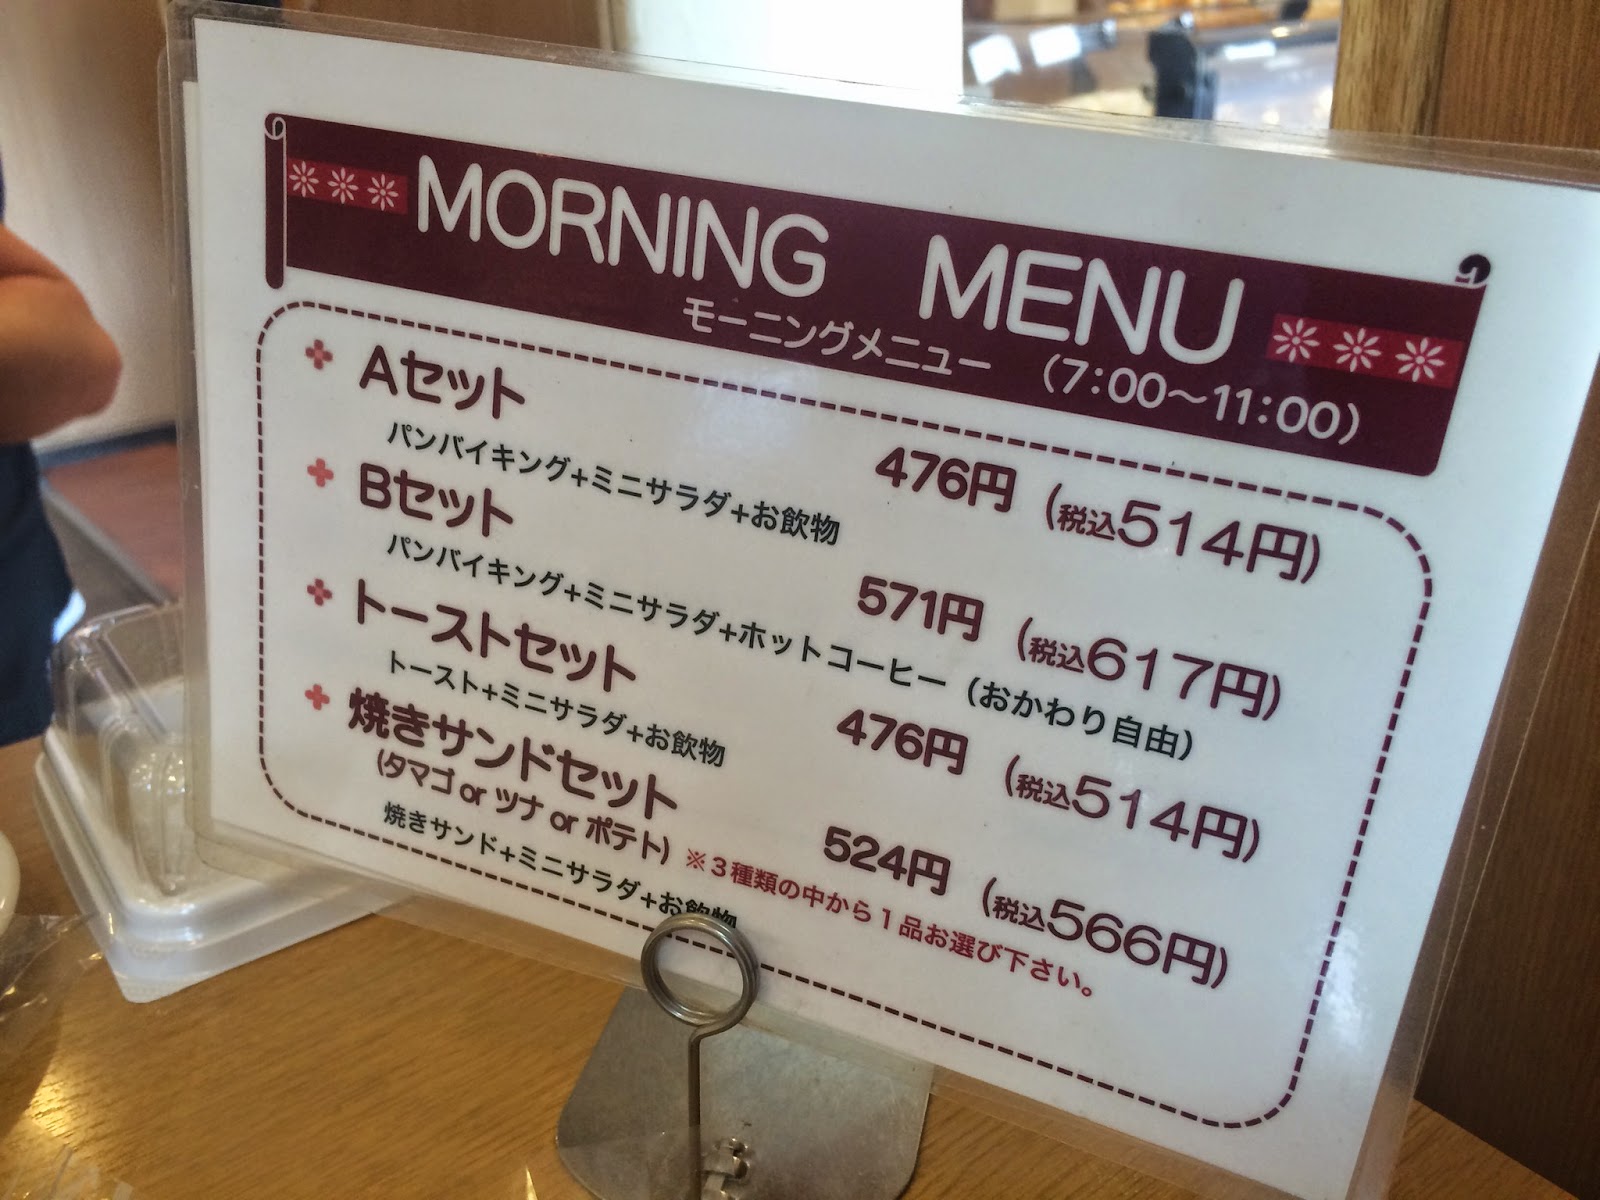 MORNING MENU
モーニングメニュー (7:00〜11:00)
Aセット 476円 (税込514円)
パンバイキング+ミニサラダ+お飲物
Bセット 571円 (税込617円)
パンバイキング+ミニサラダ+ホットコーヒー (おかわり自由)
トーストセット 476円 (税込514円)
トースト+ミニサラダ+お飲物
焼きサンドセット 524円 (税込566円)
(タマゴ or ツナ or ポテト) ※3種類の中から1品お選び下さい。
焼きサンド+ミニサラダ+お飲物